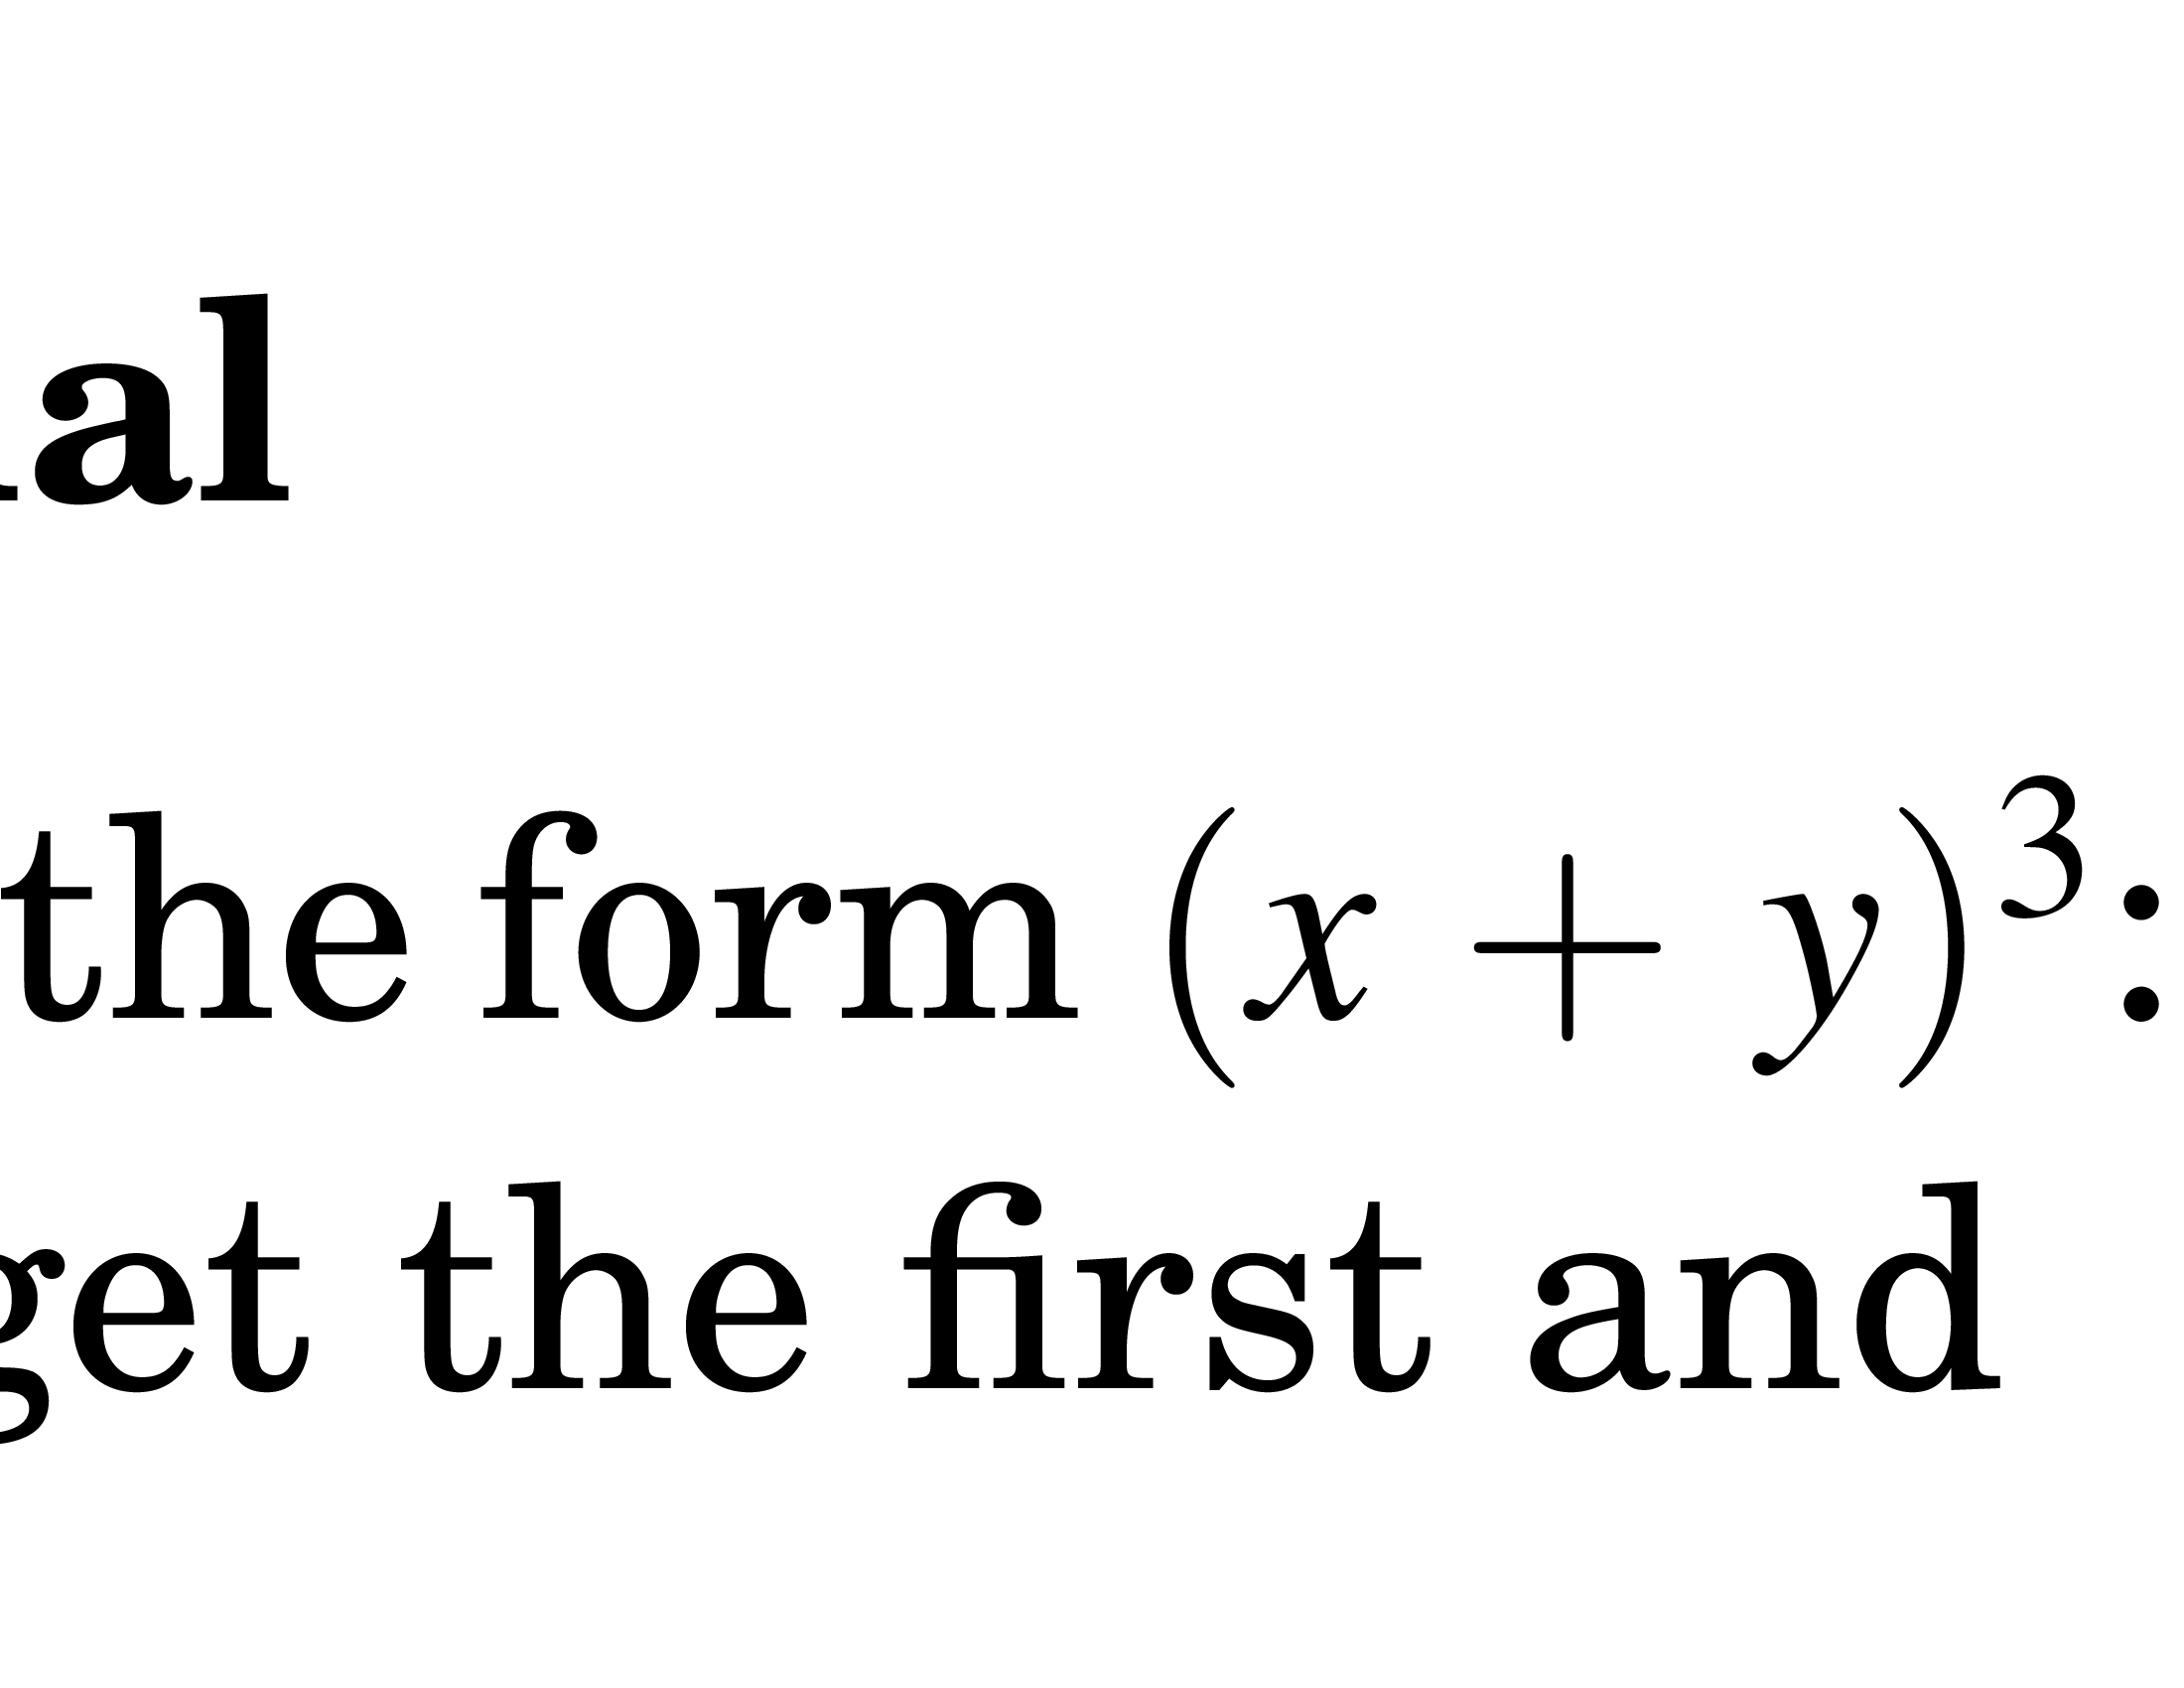 al
the form (x + y)³:
get the first and